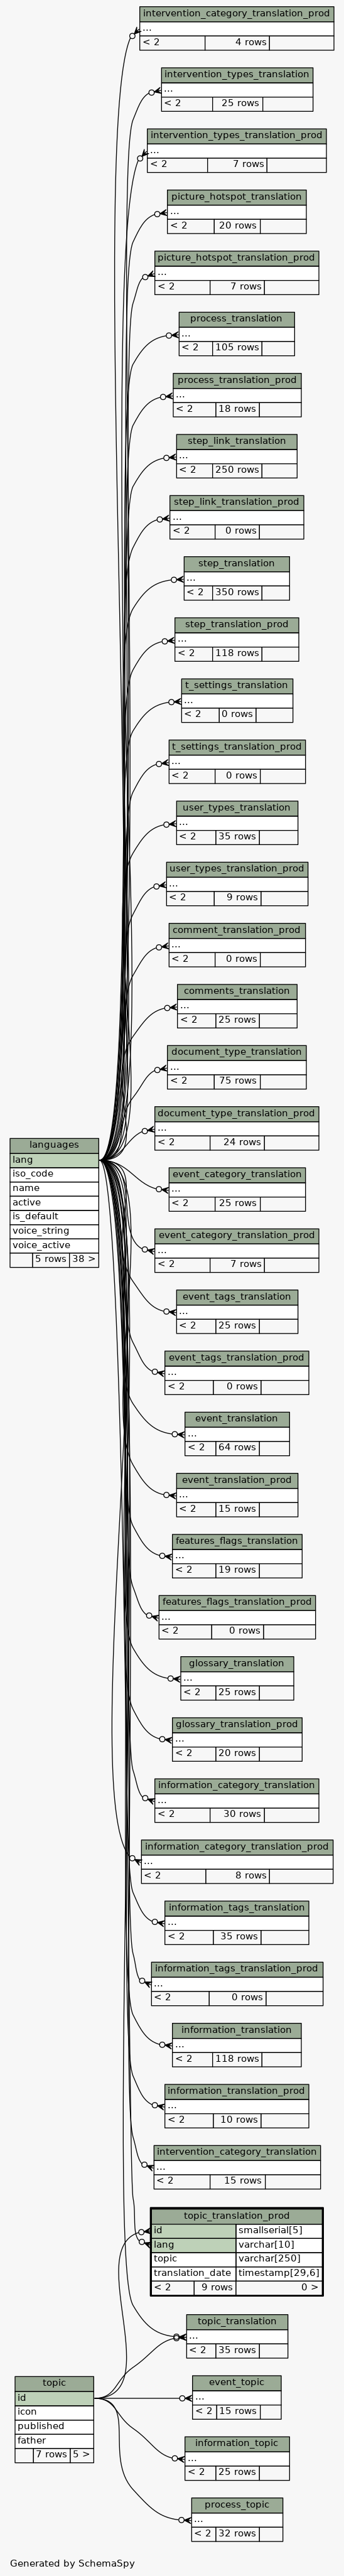 intervention_category_translation_prod
...
< 2 4 rows
intervention_types_translation
...
< 2 25 rows
intervention_types_translation_prod
...
< 2 7 rows
picture_hotspot_translation
...
< 2 20 rows
picture_hotspot_translation_prod
...
< 2 7 rows
process_translation
...
< 2 105 rows
process_translation_prod
...
< 2 18 rows
step_link_translation
...
< 2 250 rows
step_link_translation_prod
...
< 2 0 rows
step_translation
...
< 2 350 rows
step_translation_prod
...
< 2 118 rows
t_settings_translation
...
< 2 0 rows
t_settings_translation_prod
...
< 2 0 rows
user_types_translation
...
< 2 35 rows
user_types_translation_prod
...
< 2 9 rows
comment_translation_prod
...
< 2 0 rows
comments_translation
...
< 2 25 rows
document_type_translation
...
< 2 75 rows
document_type_translation_prod
...
< 2 24 rows
languages
lang
iso_code
name
active
is_default
voice_string
voice_active
5 rows 38 >
event_category_translation
...
< 2 25 rows
event_category_translation_prod
...
< 2 7 rows
event_tags_translation
...
< 2 25 rows
event_tags_translation_prod
...
< 2 0 rows
event_translation
...
< 2 64 rows
event_translation_prod
...
< 2 15 rows
features_flags_translation
...
< 2 19 rows
features_flags_translation_prod
...
< 2 0 rows
glossary_translation
...
< 2 25 rows
glossary_translation_prod
...
< 2 20 rows
information_category_translation
...
< 2 30 rows
information_category_translation_prod
...
< 2 8 rows
information_tags_translation
...
< 2 35 rows
information_tags_translation_prod
...
< 2 0 rows
information_translation
...
< 2 118 rows
information_translation_prod
...
< 2 10 rows
intervention_category_translation
...
< 2 15 rows
topic_translation_prod
id smallserial[5]
lang varchar[10]
topic varchar[250]
translation_date timestamp[29,6]
< 2 9 rows 0 >
topic_translation
...
< 2 35 rows
topic
id
icon
published
father
7 rows 5 >
event_topic
...
< 2 15 rows
information_topic
...
< 2 25 rows
process_topic
...
< 2 32 rows
Generated by SchemaSpy